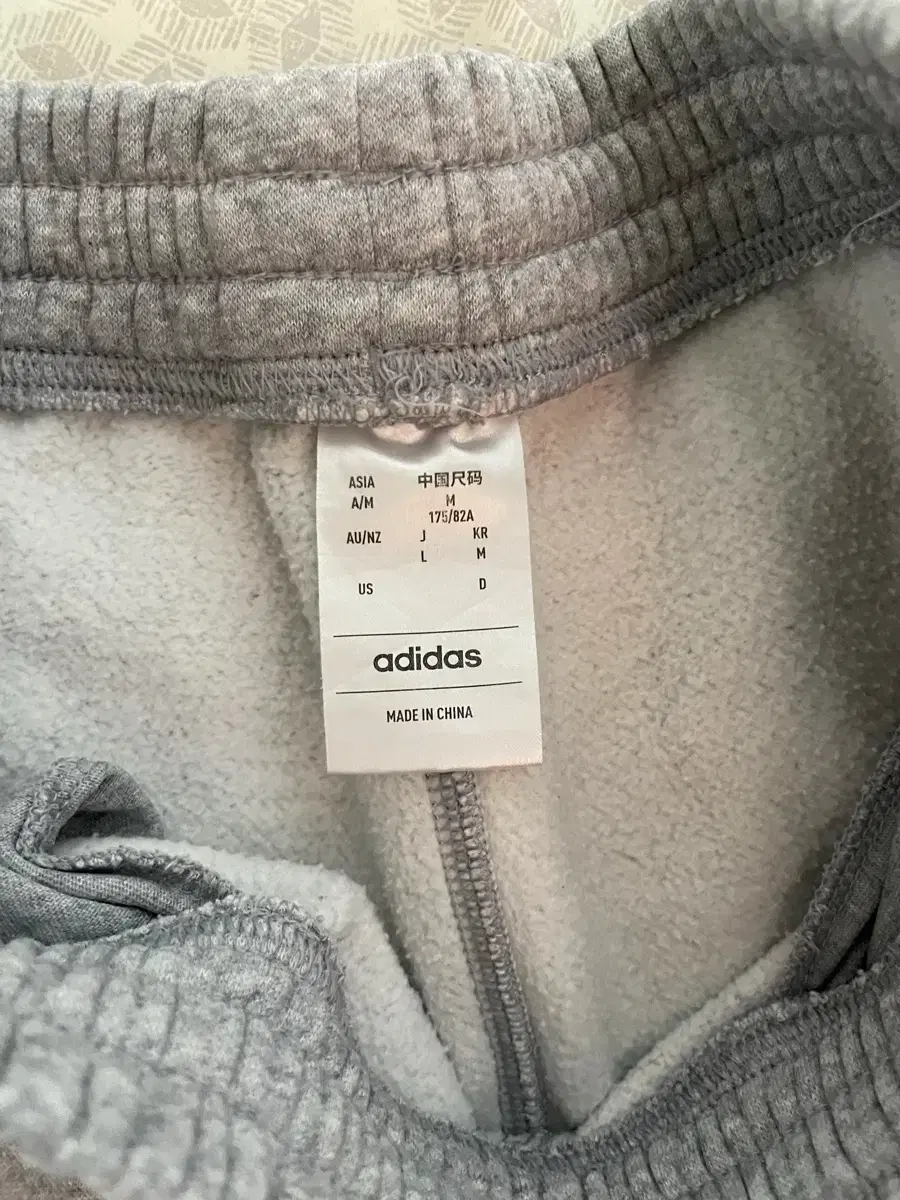 ASIA 中国尺码
A/M M
175/82A
AU/NZ J KR
L M
US D
adidas
MADE IN CHINA